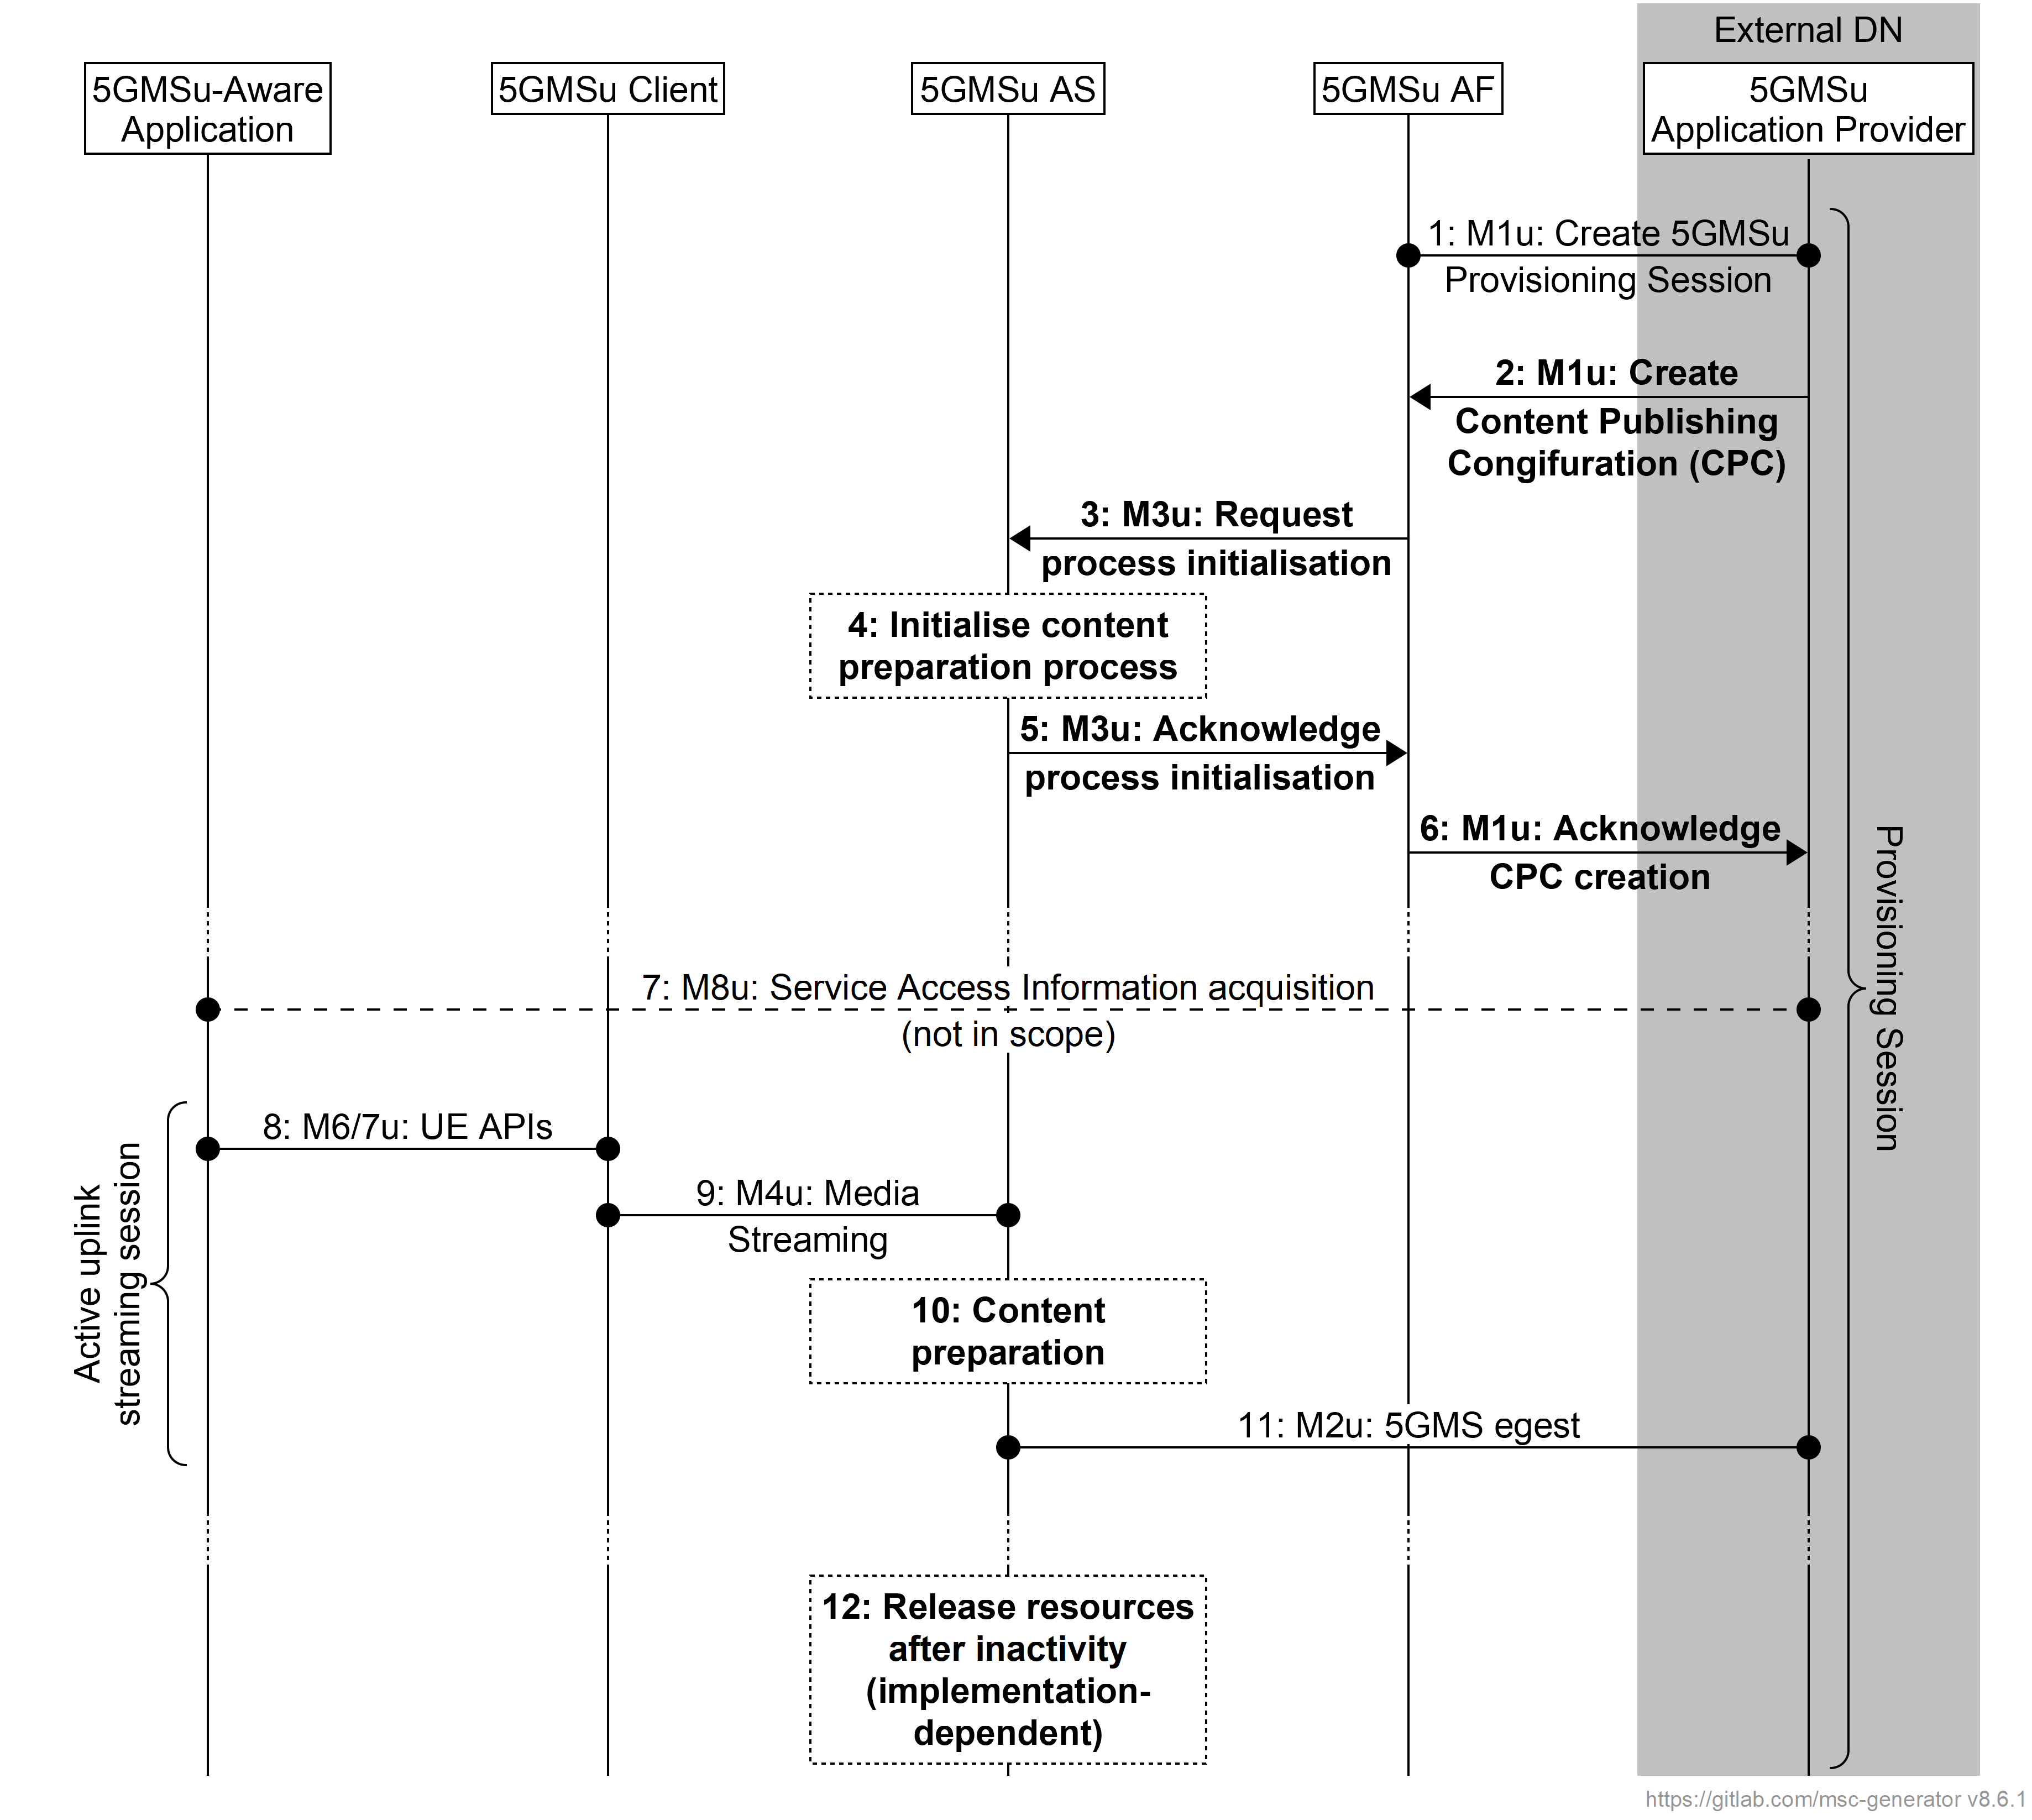 External DN
5GMSu-Aware
Application
5GMSu Client
5GMSu AS
5GMSu AF
5GMSu
Application Provider
1: M1u: Create 5GMSu
Provisioning Session
2: M1u: Create
Content Publishing
Congifuration (CPC)
3: M3u: Request
process initialisation
4: Initialise content
preparation process
5: M3u: Acknowledge
process initialisation
6: M1u: Acknowledge
CPC creation
Provisioning Session
7: M8u: Service Access Information acquisition
(not in scope)
Active uplink
streaming session
8: M6/7u: UE APIs
9: M4u: Media
Streaming
10: Content
preparation
11: M2u: 5GMS egest
12: Release resources
after inactivity
(implementation-
dependent)
https://gitlab.com/msc-generator v8.6.1